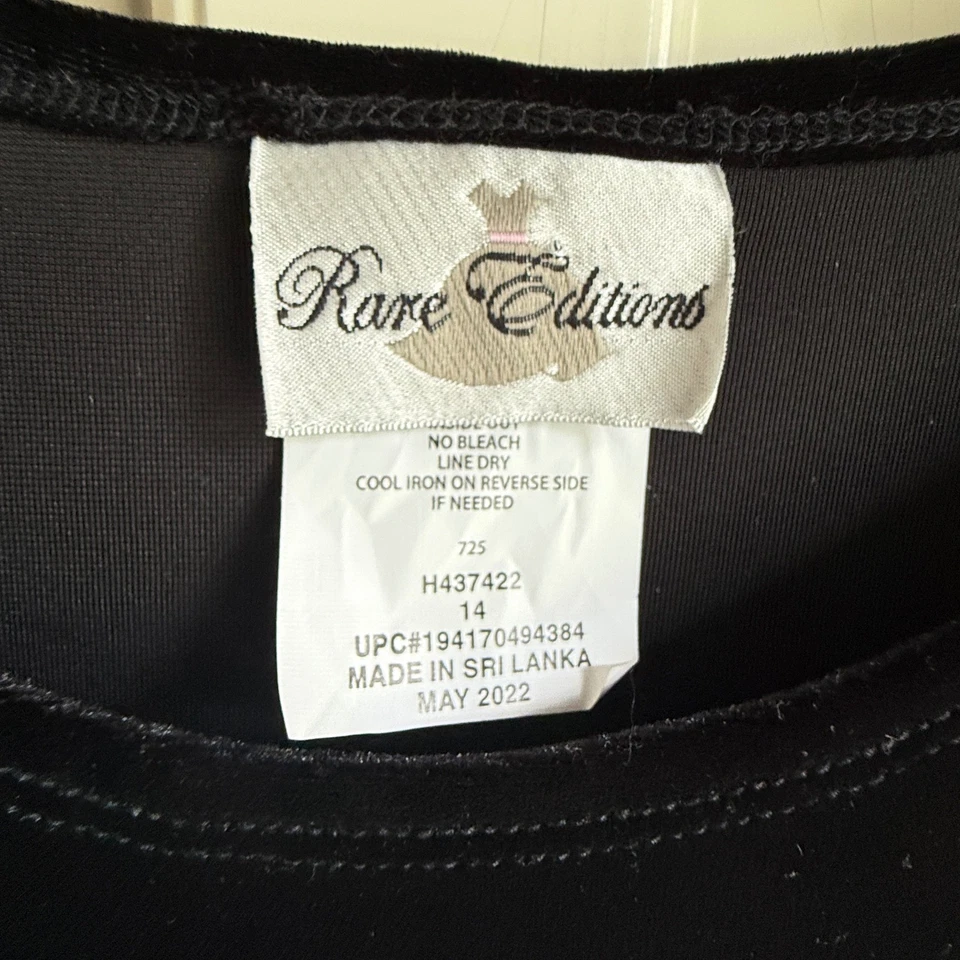 Rare Editions
NO BLEACH
LINE DRY
COOL IRON ON REVERSE SIDE
IF NEEDED
725
H437422
14
UPC#194170494384
MADE IN SRI LANKA
MAY 2022